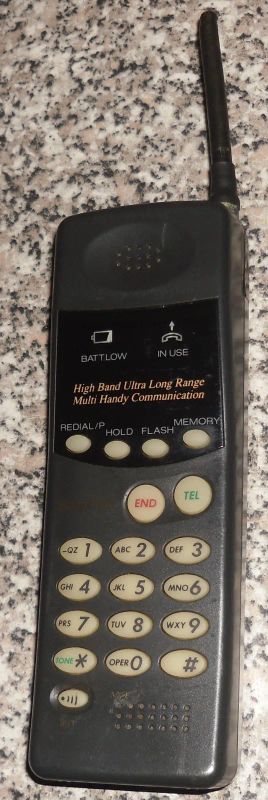 BATT.LOW IN USE
High Band Ultra Long Range
Multi Handy Communication
REDIAL/P HOLD FLASH MEMORY
END TEL
-QZ 1 ABC 2 DEF 3
GHI 4 JKL 5 MNO 6
PRS 7 TUV 8 WXY 9
TONE * OPER 0 #